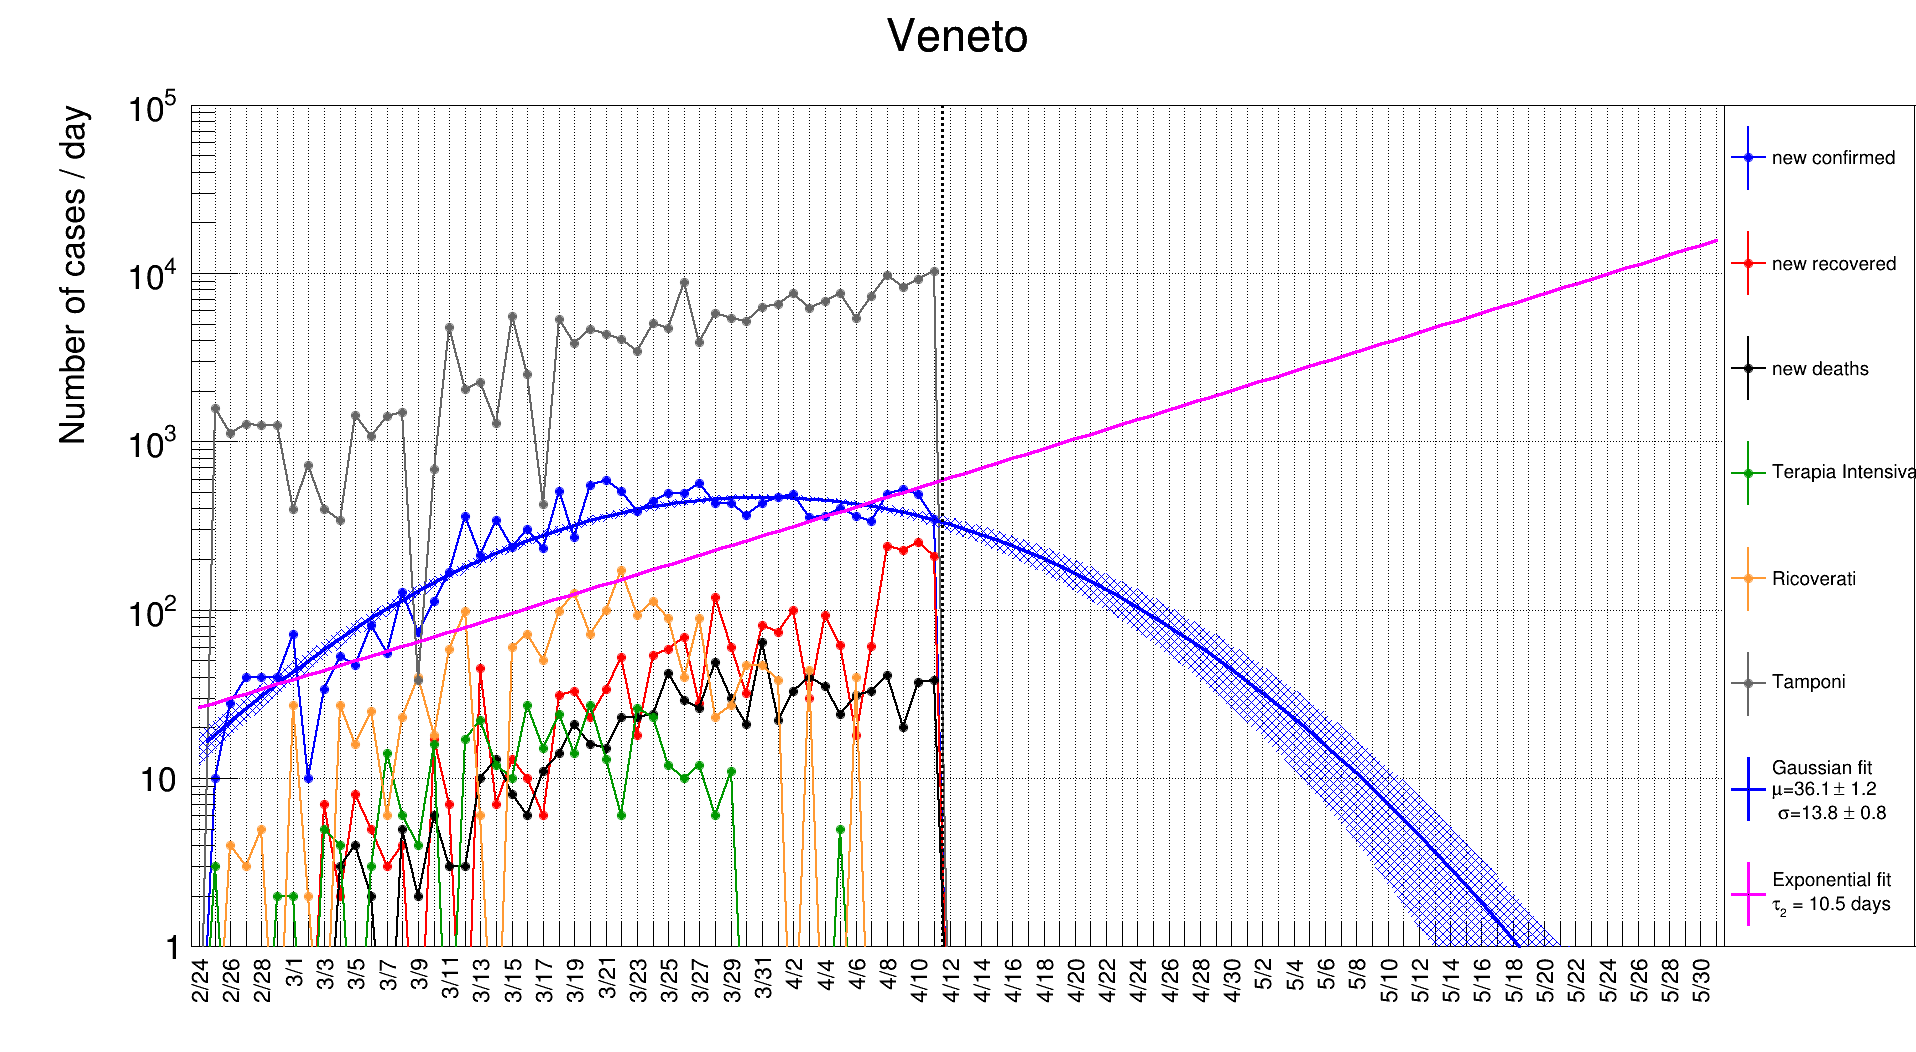 Veneto
Number of cases / day
10^5
10^4
10^3
10^2
10
1
2/24 2/26 2/28 3/1 3/3 3/5 3/7 3/9 3/11 3/13 3/15 3/17 3/19 3/21 3/23 3/25 3/27 3/29 3/31 4/2 4/4 4/6 4/8 4/10 4/12 4/14 4/16 4/18 4/20 4/22 4/24 4/26 4/28 4/30 5/2 5/4 5/6 5/8 5/10 5/12 5/14 5/16 5/18 5/20 5/22 5/24 5/26 5/28 5/30
new confirmed
new recovered
new deaths
Terapia Intensiva
Ricoverati
Tamponi
Gaussian fit
μ=36.1 ± 1.2
σ=13.8 ± 0.8
Exponential fit
τ₂ = 10.5 days